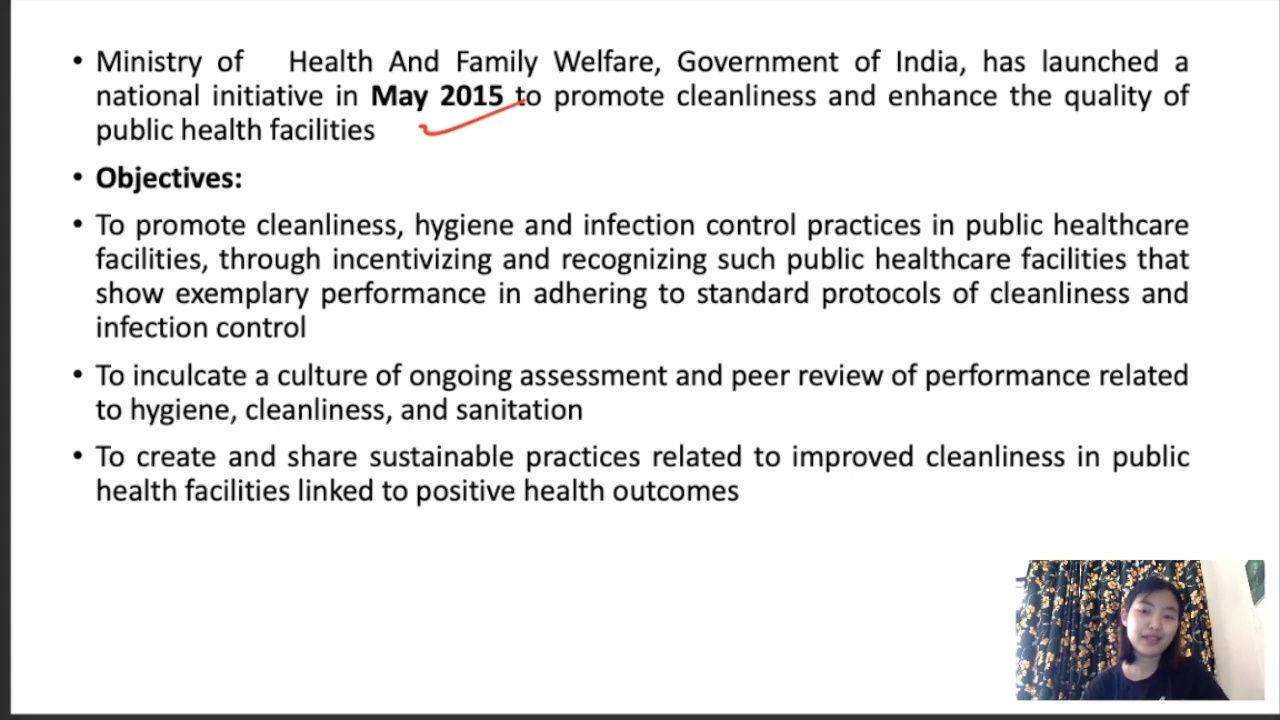 • Ministry of Health And Family Welfare, Government of India, has launched a
national initiative in May 2015 to promote cleanliness and enhance the quality of
public health facilities
• Objectives:
• To promote cleanliness, hygiene and infection control practices in public healthcare
facilities, through incentivizing and recognizing such public healthcare facilities that
show exemplary performance in adhering to standard protocols of cleanliness and
infection control
• To inculcate a culture of ongoing assessment and peer review of performance related
to hygiene, cleanliness, and sanitation
• To create and share sustainable practices related to improved cleanliness in public
health facilities linked to positive health outcomes